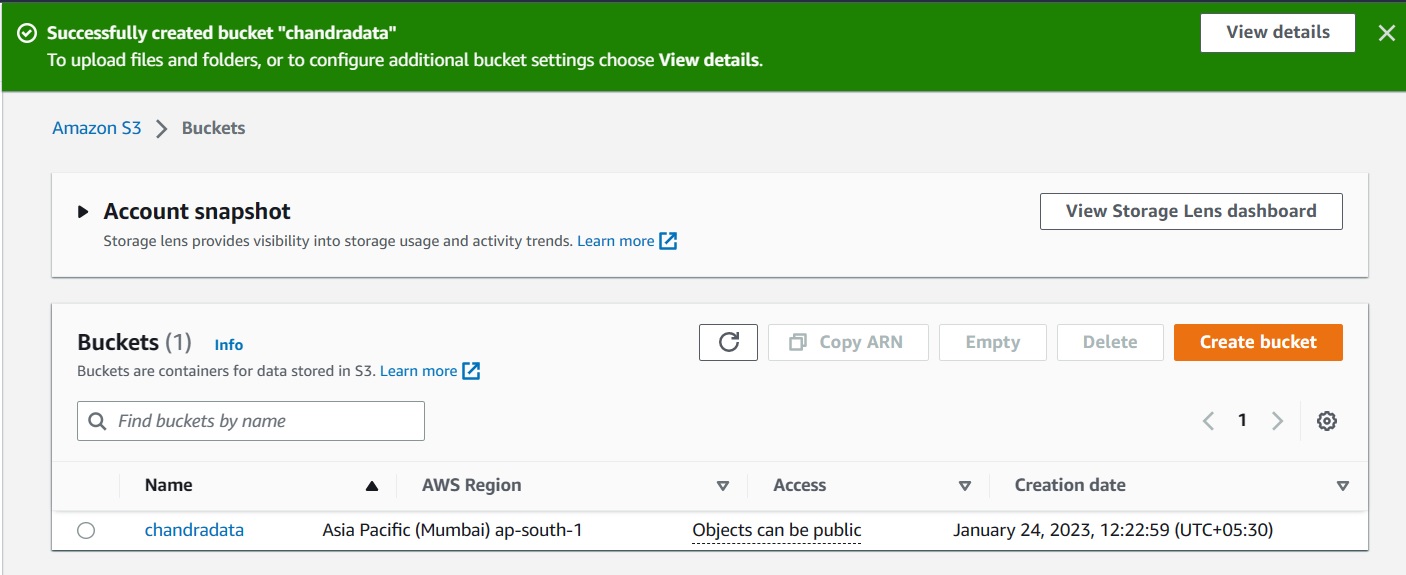 Successfully created bucket "chandradata"
View details
To upload files and folders, or to configure additional bucket settings choose View details.
Amazon S3 > Buckets
Account snapshot
View Storage Lens dashboard
Storage lens provides visibility into storage usage and activity trends. Learn more
Buckets (1) Info
Copy ARN Empty Delete Create bucket
Buckets are containers for data stored in S3. Learn more
Find buckets by name
1
Name AWS Region Access Creation date
chandradata Asia Pacific (Mumbai) ap-south-1 Objects can be public January 24, 2023, 12:22:59 (UTC+05:30)